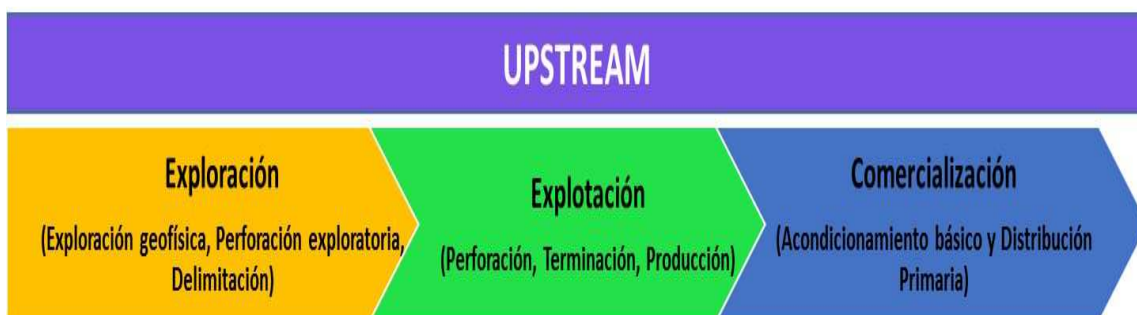 UPSTREAM
Exploración
(Exploración geofísica, Perforación exploratoria,
Delimitación)
Explotación
(Perforación, Terminación, Producción)
Comercialización
(Acondicionamiento básico y Distribución
Primaria)